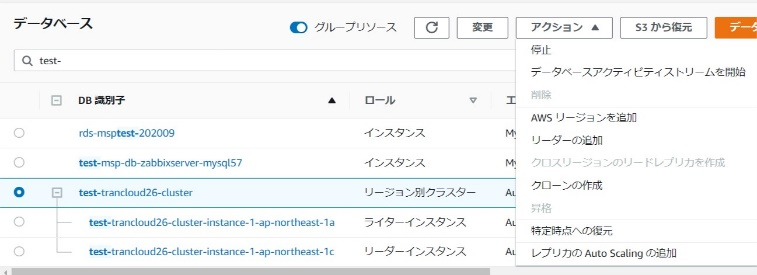 データベース
グループリソース
変更
アクション ▲
S3 から復元
データ
test-
DB 識別子
ロール
エ
rds-msptest-202009
インスタンス
My
test-msp-db-zabbixserver-mysql57
インスタンス
My
test-trancloud26-cluster
リージョン別クラスター
Au
test-trancloud26-cluster-instance-1-ap-northeast-1a
ライターインスタンス
Au
test-trancloud26-cluster-instance-1-ap-northeast-1c
リーダーインスタンス
Au
停止
データベースアクティビティストリームを開始
削除
AWS リージョンを追加
リーダーの追加
クロスリージョンのリードレプリカを作成
クローンの作成
昇格
特定時点への復元
レプリカの Auto Scaling の追加